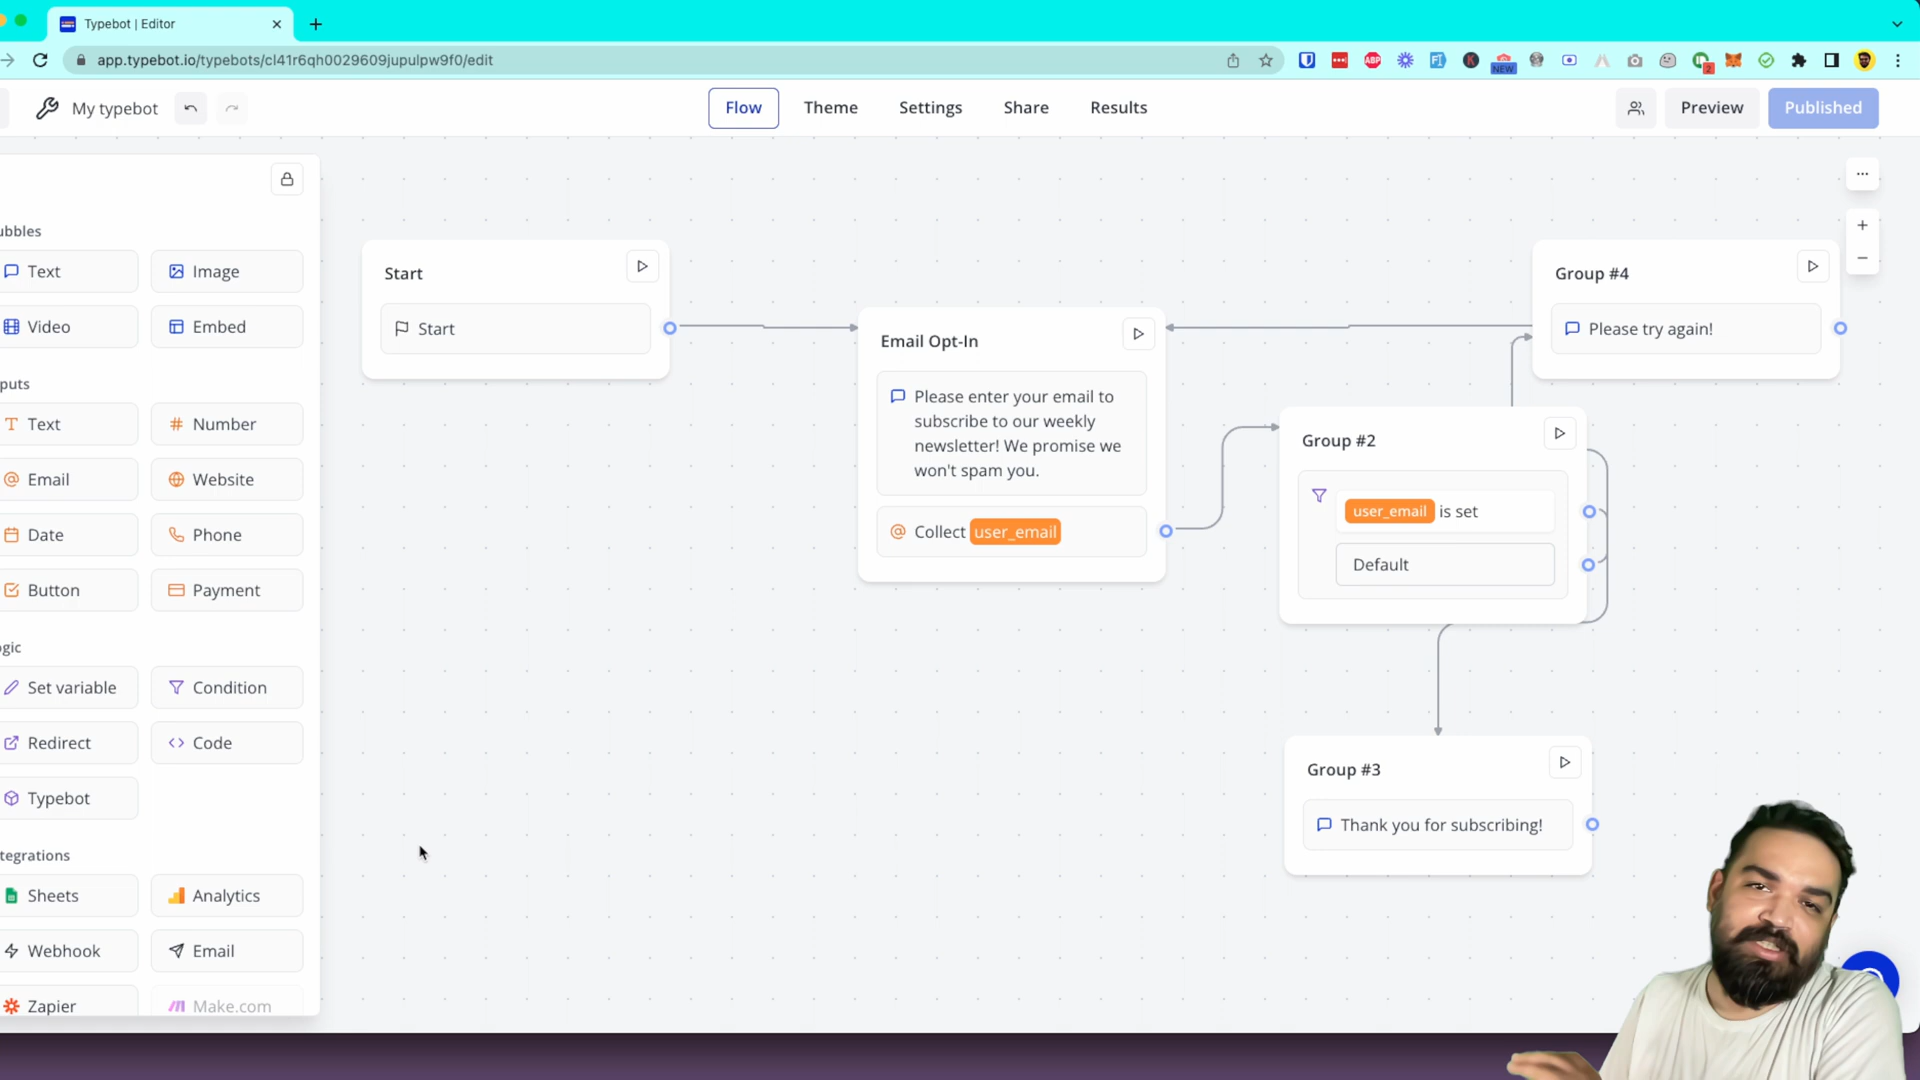 Typebot | Editor
app.typebot.io/typebots/cl41r6qh0029609jupulpw9f0/edit
ABP
NEW
2
My typebot
Flow
Theme
Settings
Share
Results
Preview
Published
ubbles
Text
Image
Video
Embed
puts
Text
Number
Email
Website
Date
Phone
Button
Payment
ogic
Set variable
Condition
Redirect
Code
Typebot
tegrations
Sheets
Analytics
Webhook
Email
Zapier
Make.com
Start
Start
Email Opt-In
Please enter your email to
subscribe to our weekly
newsletter! We promise we
won't spam you.
Collect user_email
Group #2
user_email is set
Default
Group #3
Thank you for subscribing!
Group #4
Please try again!